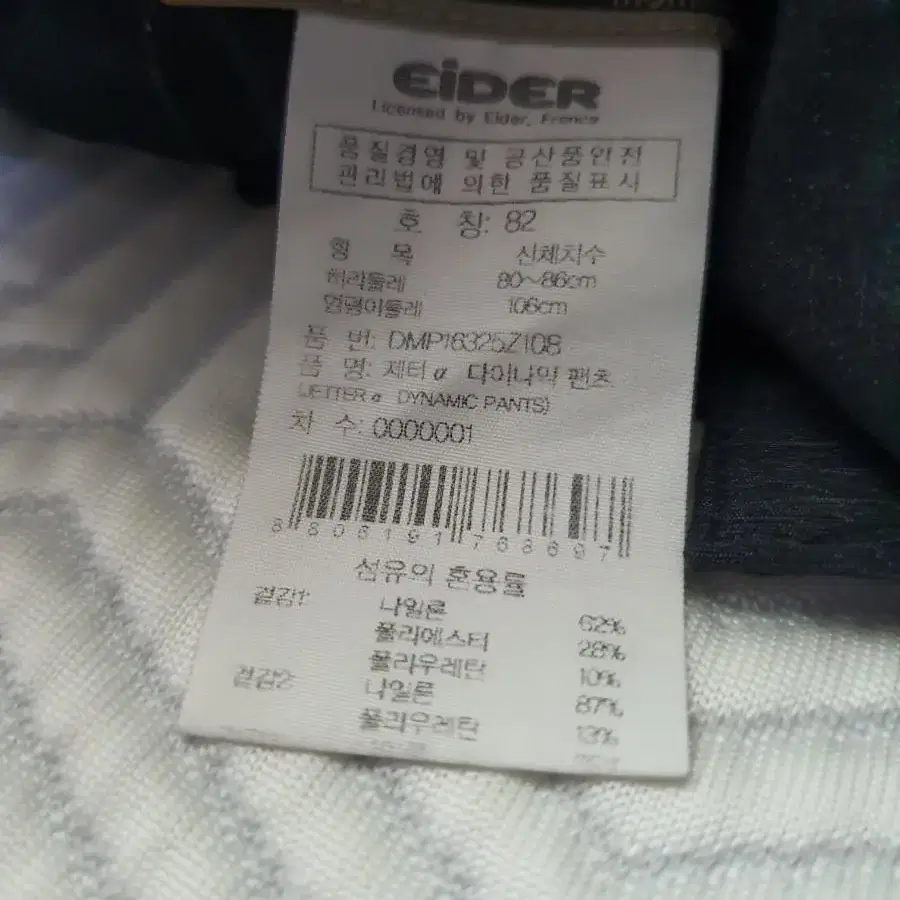 EiDER
Licensed by Eider, France
품질경영 및 공산품안전
관리법에 의한 품질표시
호 칭: 82
항 목 신체치수
허리둘레 80~86cm
엉덩이둘레 106cm
품 번: DMP16325Z108
품 명: 제터α 다이나믹 팬츠
(JETTER α DYNAMIC PANTS)
차 수: 0000001
8806191768697
섬유의 혼용률
겉감1: 나일론 62%
폴리에스터 28%
폴리우레탄 10%
겉감2: 나일론 87%
폴리우레탄 13%